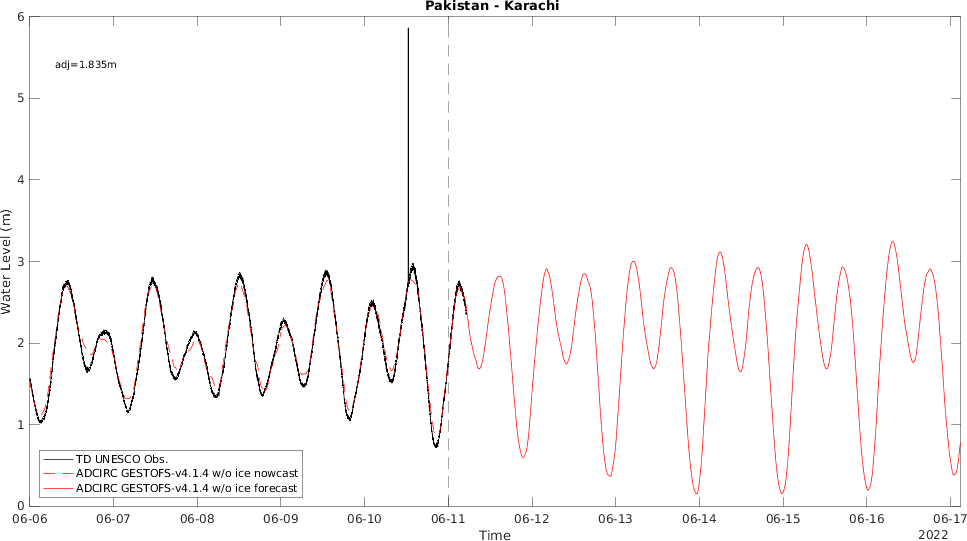 Pakistan - Karachi
6
adj=1.835m
5
4
3
Water Level (m)
2
1
TD UNESCO Obs.
ADCIRC GESTOFS-v4.1.4 w/o ice nowcast
ADCIRC GESTOFS-v4.1.4 w/o ice forecast
0
06-06 06-07 06-08 06-09 06-10 06-11 06-12 06-13 06-14 06-15 06-16 06-17
Time
2022